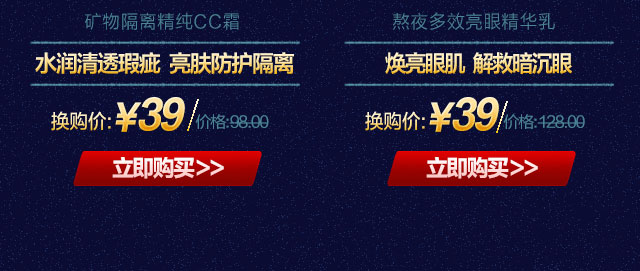 矿物隔离精纯CC霜
水润清透瑕疵 亮肤防护隔离
换购价:¥39/价格:98.00
立即购买>>
熬夜多效亮眼精华乳
焕亮眼肌 解救暗沉眼
换购价:¥39/价格:128.00
立即购买>>